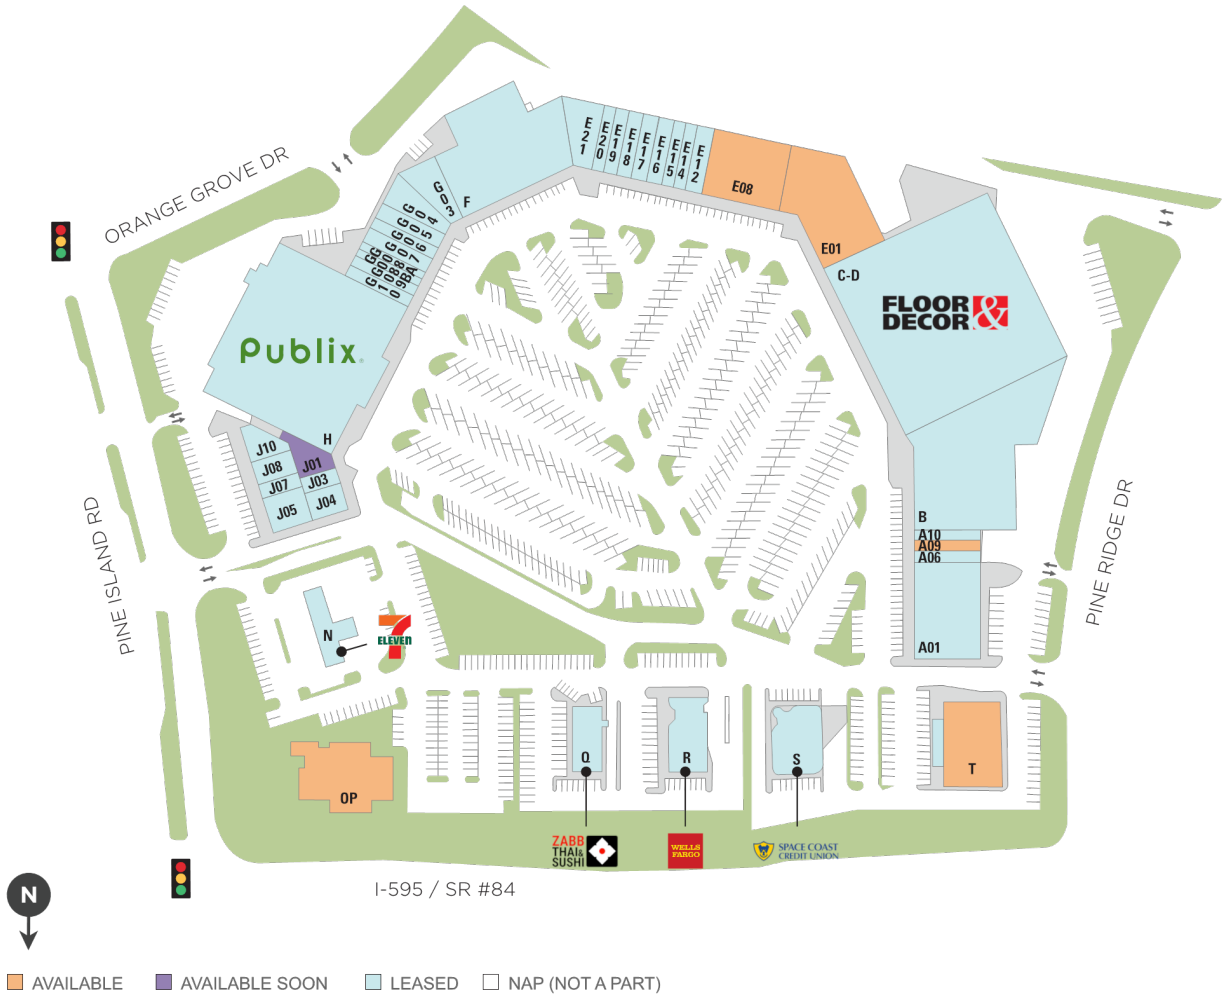 ORANGE GROVE DR
E21
E20
E19
E18
E17
E16
E15
E14
E12
E08
E01
G03
F
G04
G05
G06
G07
G08A
G08B
G09
G10
C-D
FLOOR &
DECOR
Publix
H
J10
J08
J07
J05
J01
J03
J04
B
A10
A09
A06
A01
PINE ISLAND RD
PINE RIDGE DR
N
7
ELEVEN
OP
Q
R
S
T
ZABB
THAI&
SUSHI
WELLS
FARGO
SPACE COAST
CREDIT UNION
I-595 / SR #84
N
AVAILABLE
AVAILABLE SOON
LEASED
NAP (NOT A PART)